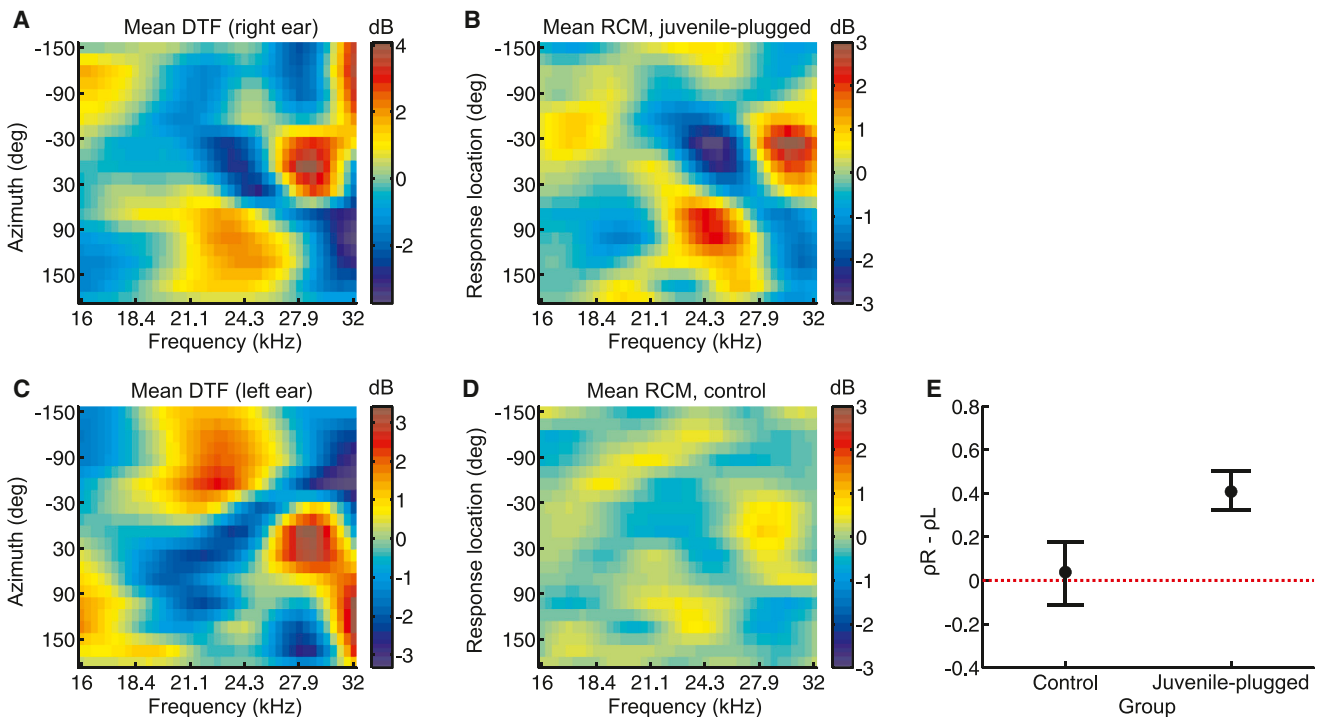 A
Mean DTF (right ear)
dB
-150
-90
-30
30
90
150
Azimuth (deg)
16 18.4 21.1 24.3 27.9 32
Frequency (kHz)
4
2
0
-2
B
Mean RCM, juvenile-plugged
dB
-150
-90
-30
30
90
150
Response location (deg)
16 18.4 21.1 24.3 27.9 32
Frequency (kHz)
3
2
1
0
-1
-2
-3
C
Mean DTF (left ear)
dB
-150
-90
-30
30
90
150
Azimuth (deg)
16 18.4 21.1 24.3 27.9 32
Frequency (kHz)
3
2
1
0
-1
-2
-3
D
Mean RCM, control
dB
-150
-90
-30
30
90
150
Response location (deg)
16 18.4 21.1 24.3 27.9 32
Frequency (kHz)
3
2
1
0
-1
-2
-3
E
0.8
0.6
0.4
0.2
0
-0.2
-0.4
ρR - ρL
Control Juvenile-plugged
Group